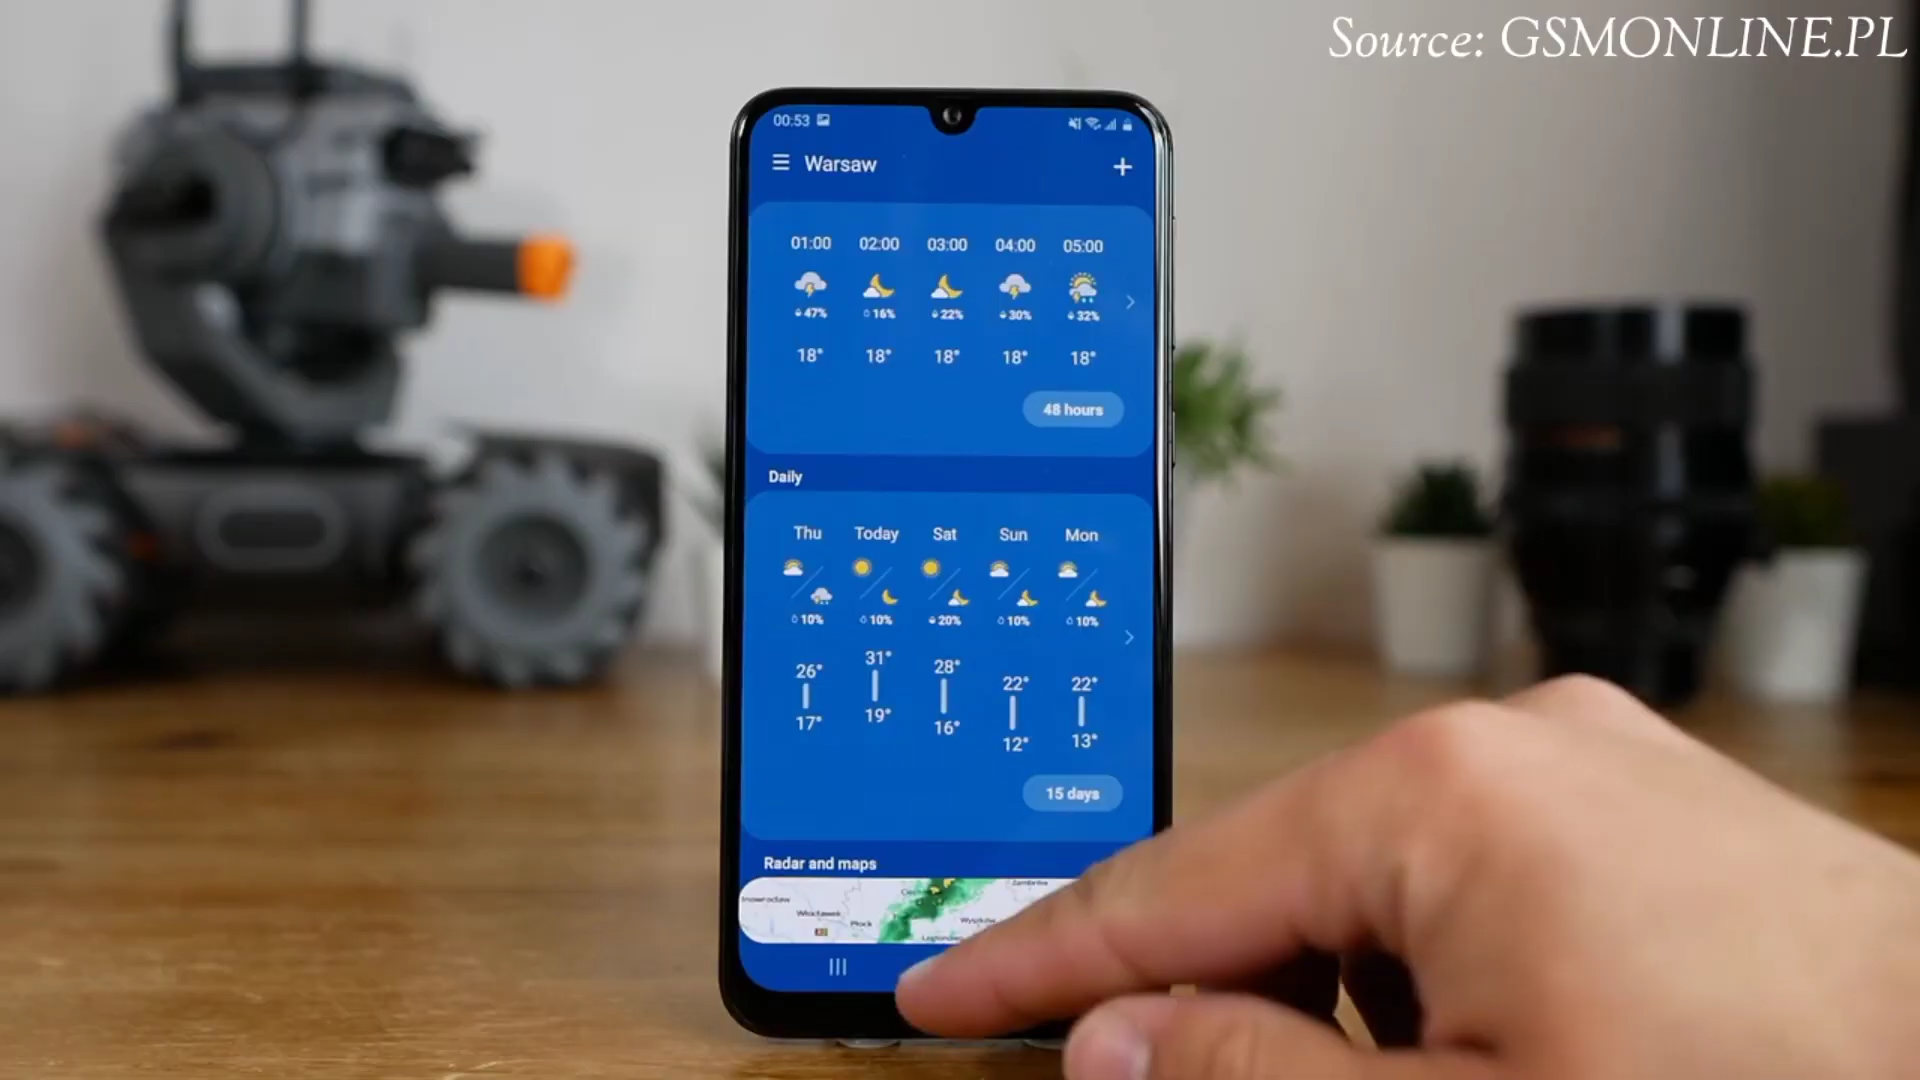 Source: GSMONLINE.PL
00:53
Warsaw
01:00 02:00 03:00 04:00 05:00
47% 16% 22% 30% 32%
18° 18° 18° 18° 18°
48 hours
Daily
Thu Today Sat Sun Mon
10% 10% 20% 10% 10%
26° 31° 28° 22° 22°
17° 19° 16° 12° 13°
15 days
Radar and maps
Włocławek
Płock